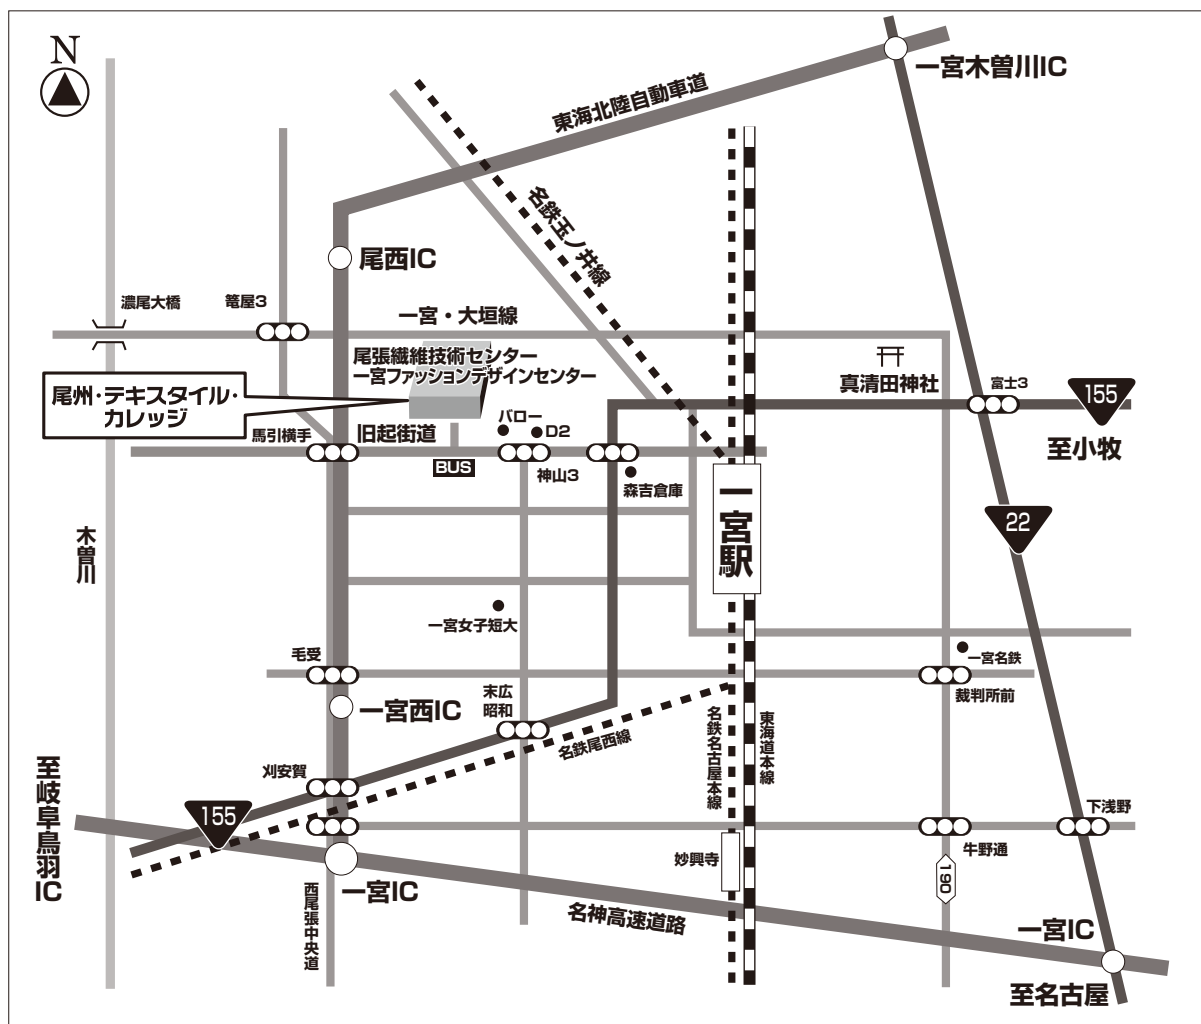 N
一宮木曽川IC
東海北陸自動車道
名鉄玉ノ井線
尾西IC
濃尾大橋
篭屋3
一宮・大垣線
尾張繊維技術センター
一宮ファッションデザインセンター
真清田神社
富士3
155
至小牧
尾州・テキスタイル・
カレッジ
馬引横手
旧起街道
バロー
D2
BUS
神山3
森吉倉庫
一宮駅
22
木曽川
一宮女子短大
毛受
一宮名鉄
裁判所前
一宮西IC
末広
昭和
名鉄尾西線
名鉄名古屋本線
東海道本線
刈安賀
至岐阜鳥羽
IC
155
下浅野
牛野通
妙興寺
190
一宮IC
西尾張中央道
名神高速道路
一宮IC
至名古屋